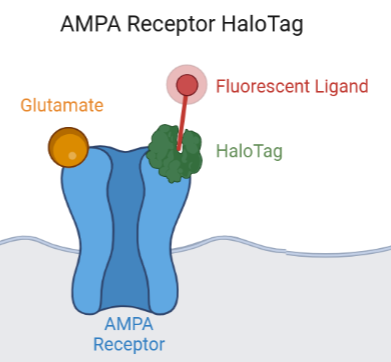 AMPA Receptor HaloTag
Fluorescent Ligand
Glutamate
HaloTag
AMPA
Receptor